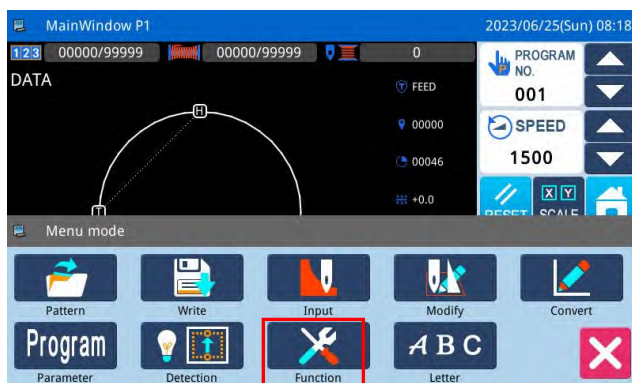 MainWindow P1
2023/06/25(Sun) 08:18
123 00000/99999 00000/99999 0
DATA
FEED
00000
00046
+0.0
PROGRAM
NO.
001
SPEED
1500
RESET
X Y
SCALE
H
T
Menu mode
Pattern
Write
Input
Modify
Convert
Program
A B C
Parameter
Detection
Function
Letter